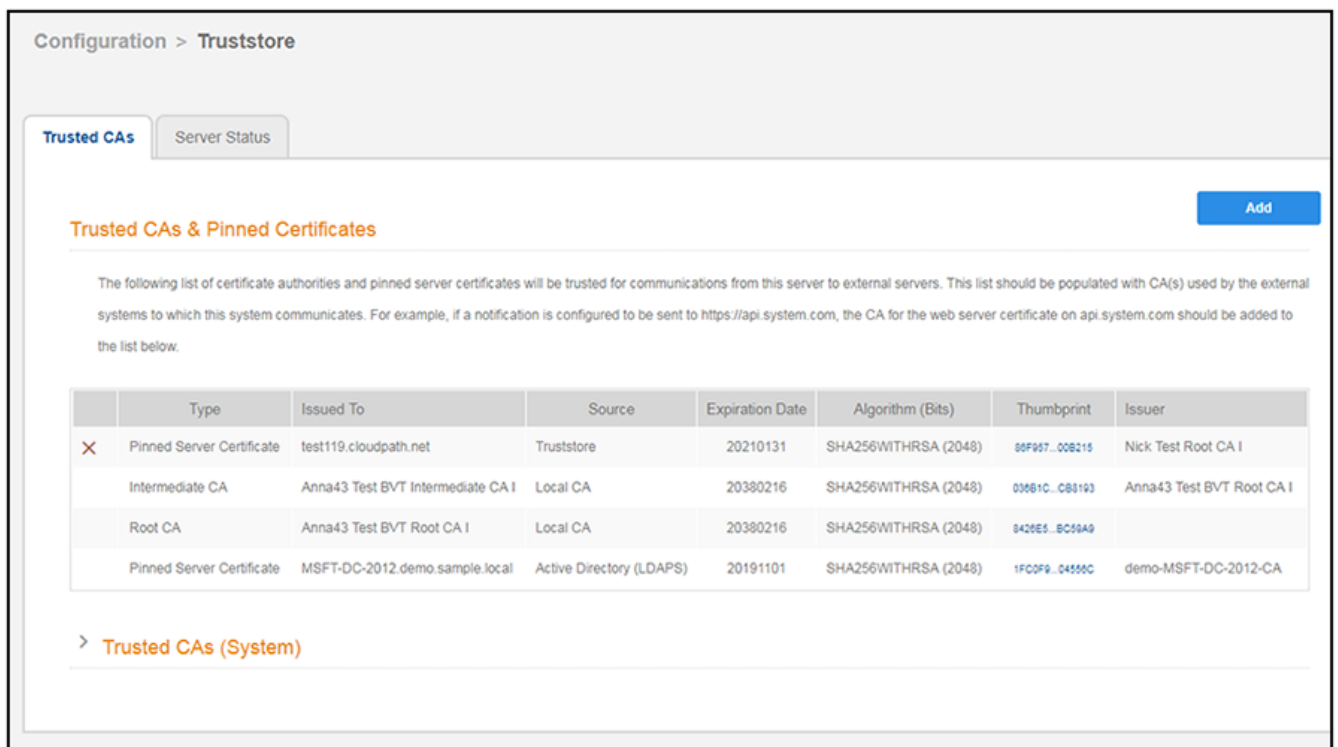 Configuration > Truststore
Trusted CAs Server Status
Add
Trusted CAs & Pinned Certificates
The following list of certificate authorities and pinned server certificates will be trusted for communications from this server to external servers. This list should be populated with CA(s) used by the external
systems to which this system communicates. For example, if a notification is configured to be sent to https://api.system.com, the CA for the web server certificate on api.system.com should be added to
the list below.
Type Issued To Source Expiration Date Algorithm (Bits) Thumbprint Issuer
Pinned Server Certificate test119.cloudpath.net Truststore 20210131 SHA256WITHRSA (2048) Nick Test Root CA I
Intermediate CA Anna43 Test BVT Intermediate CA I Local CA 20380216 SHA256WITHRSA (2048) Anna43 Test BVT Root CA I
Root CA Anna43 Test BVT Root CA I Local CA 20380216 SHA256WITHRSA (2048)
Pinned Server Certificate MSFT-DC-2012.demo.sample.local Active Directory (LDAPS) 20191101 SHA256WITHRSA (2048) demo-MSFT-DC-2012-CA
Trusted CAs (System)